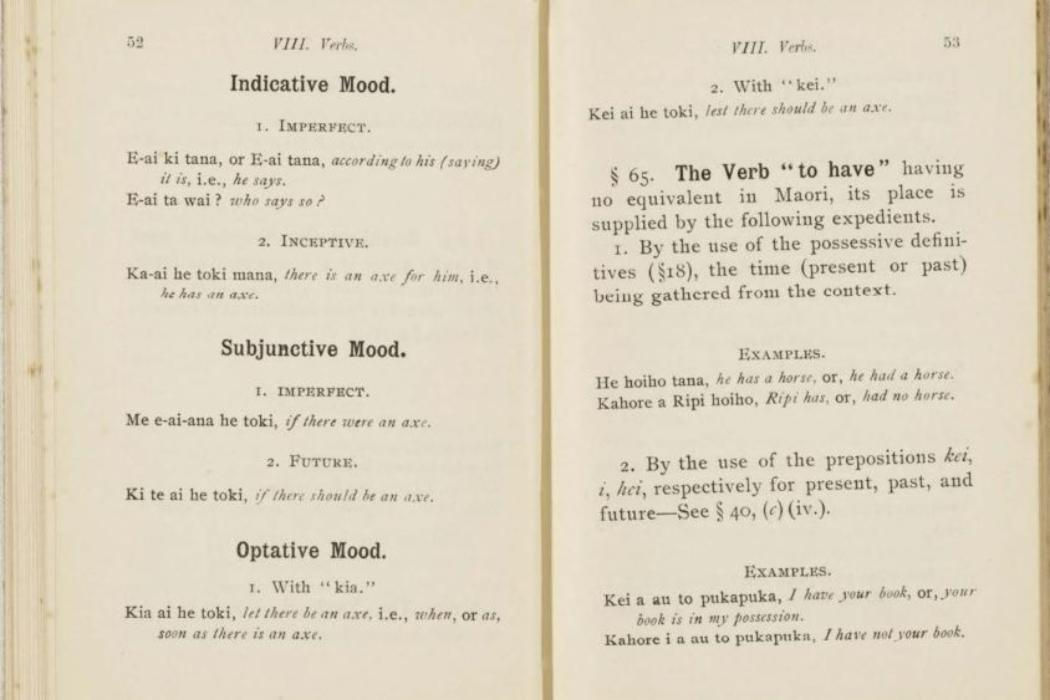 52
VIII. Verbs.
Indicative Mood.
1. IMPERFECT.
E-ai ki tana, or E-ai tana, according to his (saying)
it is, i.e., he says.
E-ai ta wai ? who says so ?
2. INCEPTIVE.
Ka-ai he toki mana, there is an axe for him, i.e.,
he has an axe.
Subjunctive Mood.
1. IMPERFECT.
Me e-ai-ana he toki, if there were an axe.
2. FUTURE.
Ki te ai he toki, if there should be an axe.
Optative Mood.
1. With "kia."
Kia ai he toki, let there be an axe, i.e., when, or as,
soon as there is an axe.
VIII. Verbs.
53
2. With "kei."
Kei ai he toki, lest there should be an axe.
§ 65. The Verb "to have" having
no equivalent in Maori, its place is
supplied by the following expedients.
1. By the use of the possessive defini-
tives (§18), the time (present or past)
being gathered from the context.
EXAMPLES.
He hoiho tana, he has a horse, or, he had a horse.
Kahore a Ripi hoiho, Ripi has, or, had no horse.
2. By the use of the prepositions kei,
i, hei, respectively for present, past, and
future—See § 40, (c) (iv.).
EXAMPLES.
Kei a au to pukapuka, I have your book, or, your
book is in my possession.
Kahore i a au to pukapuka, I have not your book.